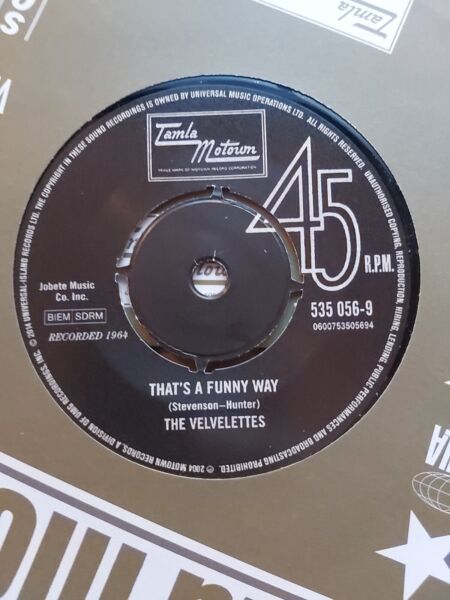 Tamla
Motown
TRADE MARK OF MOTOWN RECORD CORPORATION
45
R.P.M.
Jobete Music
Co. Inc.
BIEM SDRM
RECORDED 1964
535 056-9
0600753505694
THAT'S A FUNNY WAY
(Stevenson–Hunter)
THE VELVELETTES
℗ 2004 MOTOWN RECORDS, A DIVISION OF UMG RECORDINGS, INC. © 2014 UNIVERSAL-ISLAND RECORDS LTD. THE COPYRIGHT IN THESE SOUND RECORDINGS IS OWNED BY UNIVERSAL MUSIC OPERATIONS LTD. ALL RIGHTS RESERVED. UNAUTHORISED COPYING, REPRODUCTION, HIRING, LENDING, PUBLIC PERFORMANCES AND BROADCASTING PROHIBITED.
Motown
Tamla